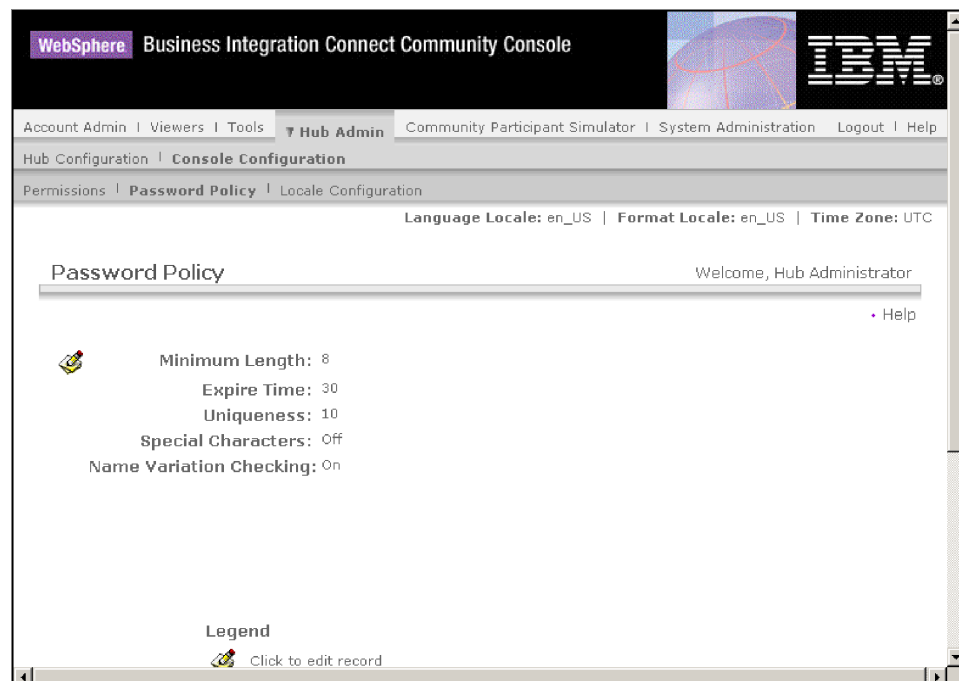 WebSphere Business Integration Connect Community Console
IBM®
Account Admin | Viewers | Tools Hub Admin Community Participant Simulator | System Administration Logout | Help
Hub Configuration | Console Configuration
Permissions | Password Policy | Locale Configuration
Language Locale: en_US | Format Locale: en_US | Time Zone: UTC
Password Policy Welcome, Hub Administrator
• Help
Minimum Length: 8
Expire Time: 30
Uniqueness: 10
Special Characters: Off
Name Variation Checking: On
Legend
Click to edit record